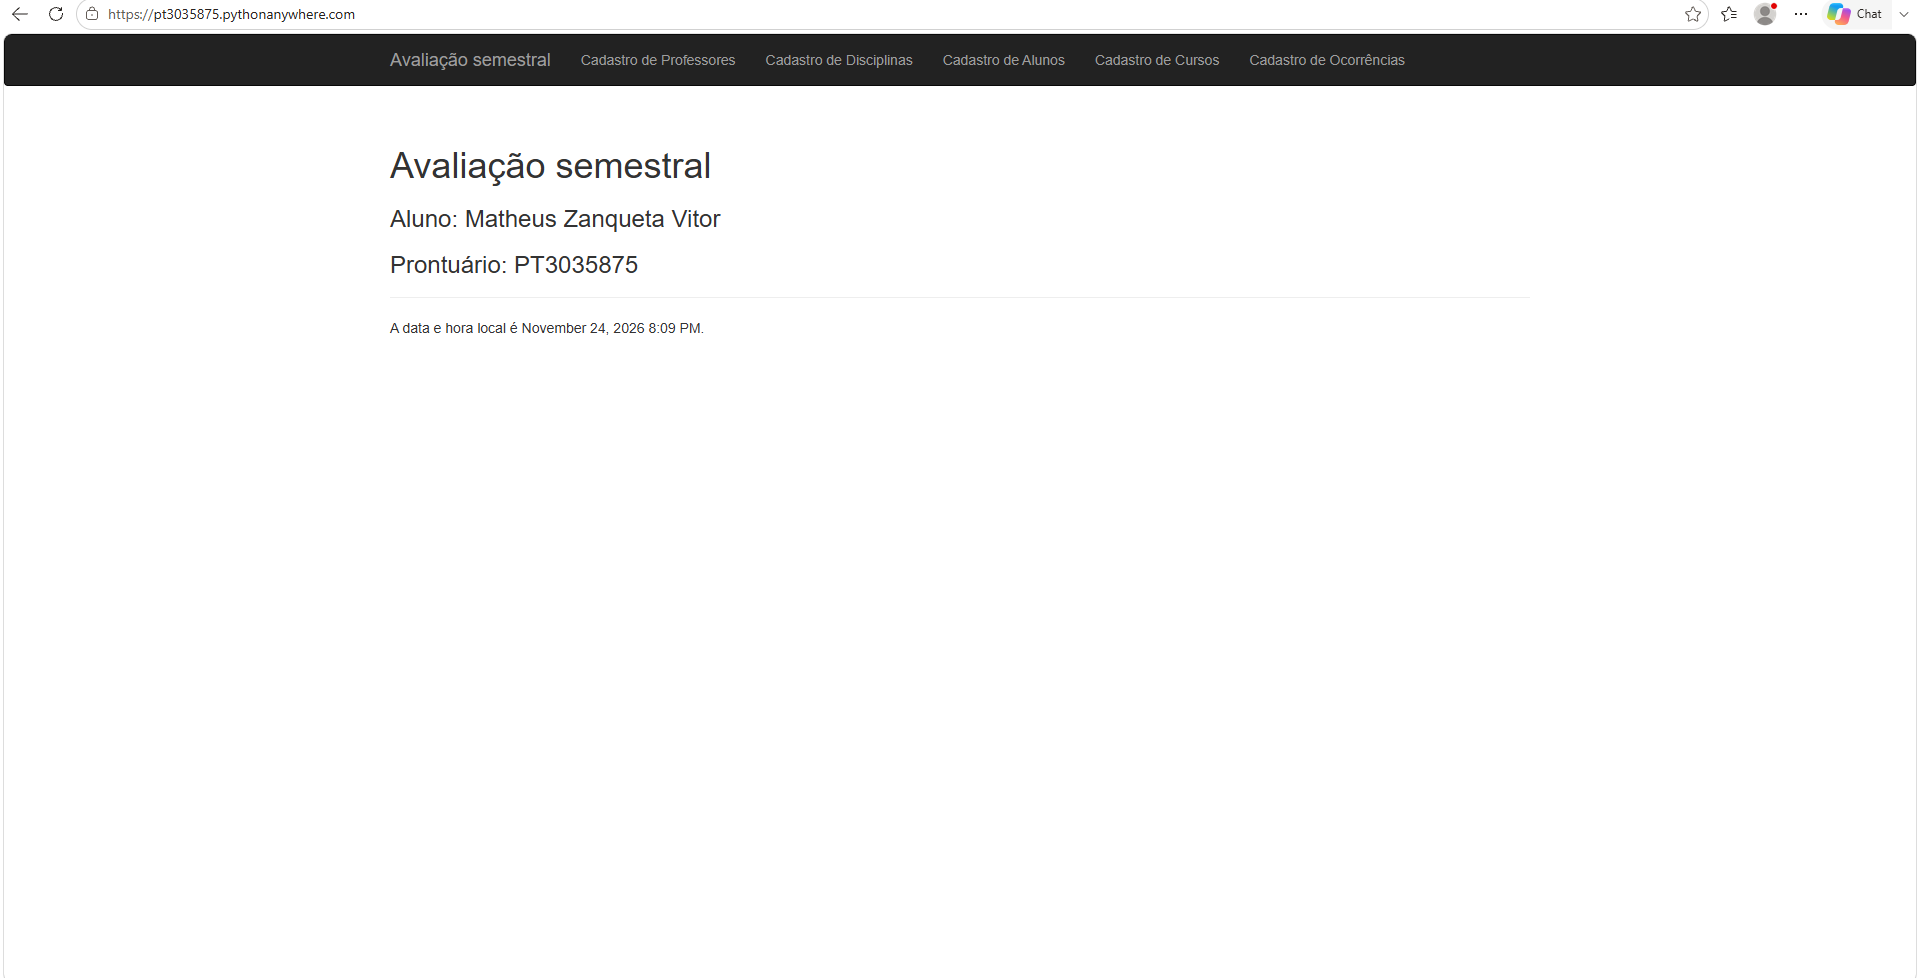 https://pt3035875.pythonanywhere.com
Chat
Avaliação semestral Cadastro de Professores Cadastro de Disciplinas Cadastro de Alunos Cadastro de Cursos Cadastro de Ocorrências
Avaliação semestral
Aluno: Matheus Zanqueta Vitor
Prontuário: PT3035875
A data e hora local é November 24, 2026 8:09 PM.